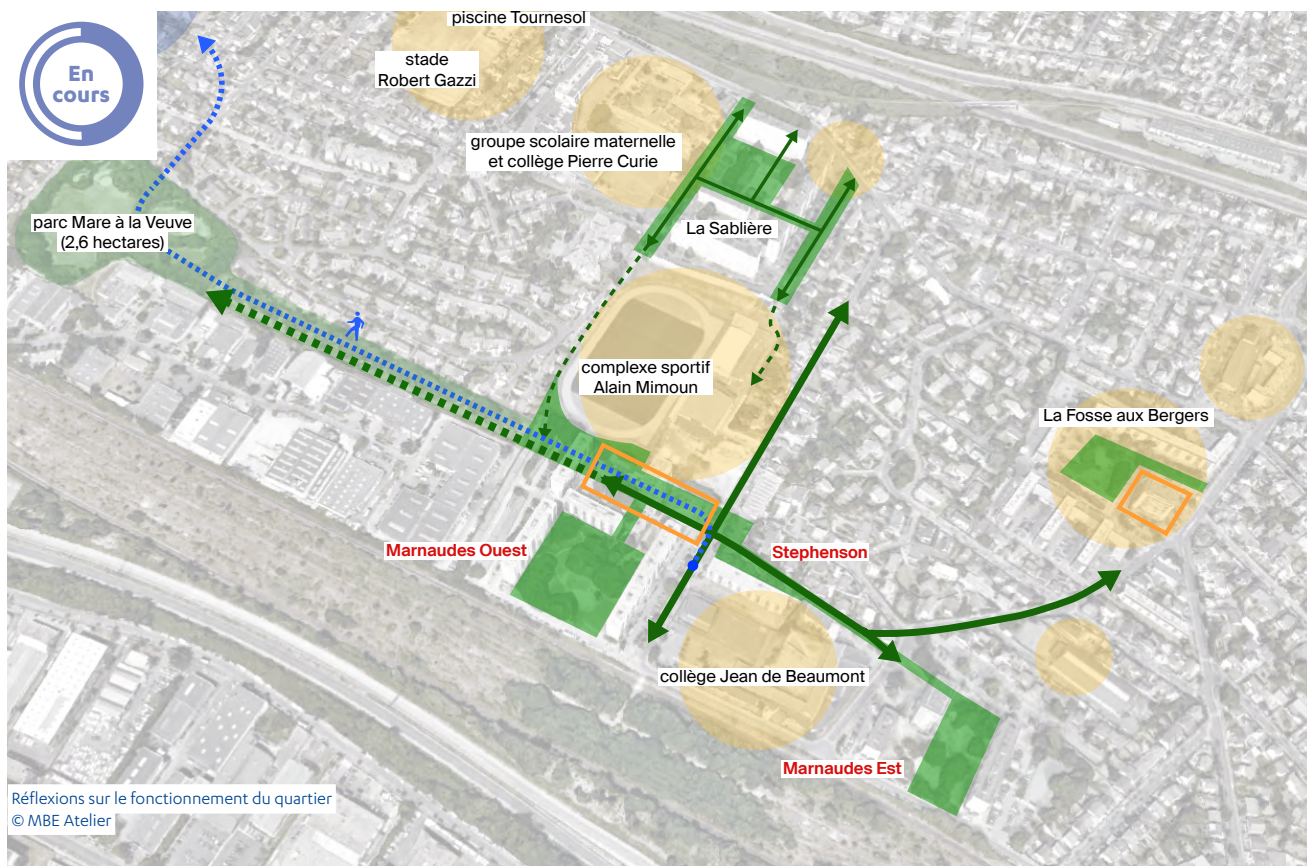 En
cours
piscine Tournesol
stade
Robert Gazzi
groupe scolaire maternelle
et collège Pierre Curie
parc Mare à la Veuve
(2,6 hectares)
La Sablière
complexe sportif
Alain Mimoun
La Fosse aux Bergers
Marnaudes Ouest
Stephenson
collège Jean de Beaumont
Marnaudes Est
Réflexions sur le fonctionnement du quartier
© MBE Atelier